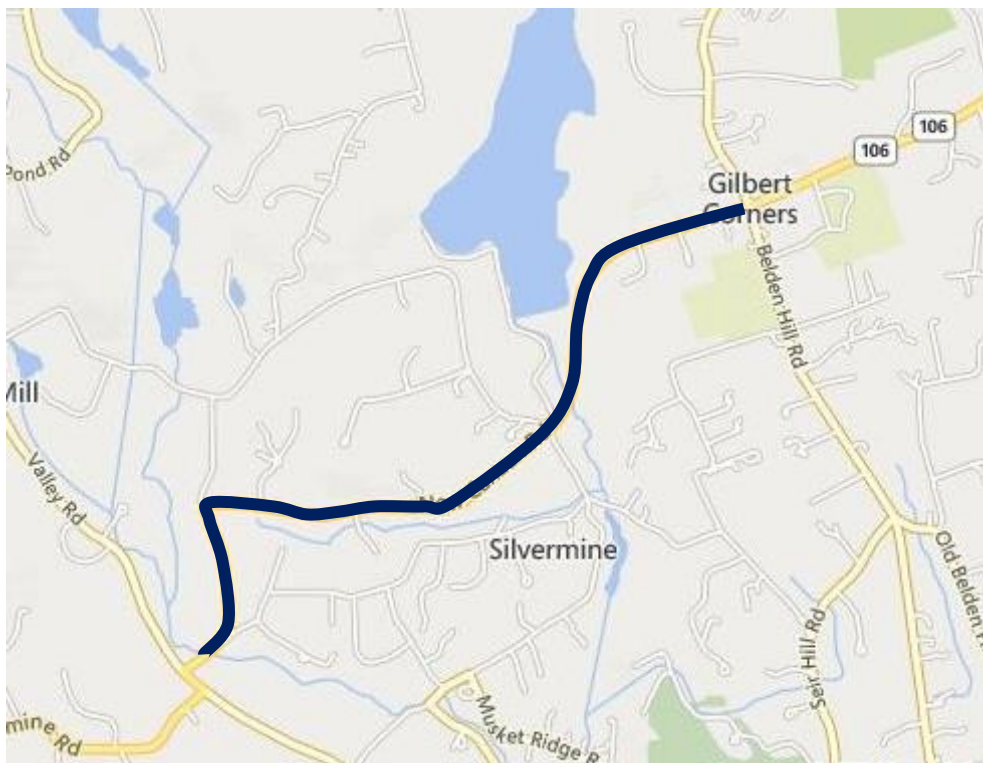 106
106
Gilbert
Corners
Pond Rd
Belden Hill Rd
Mill
Valley Rd
Silvermine
Old Belden H
Seir Hill Rd
Musket Ridge R
mine Rd